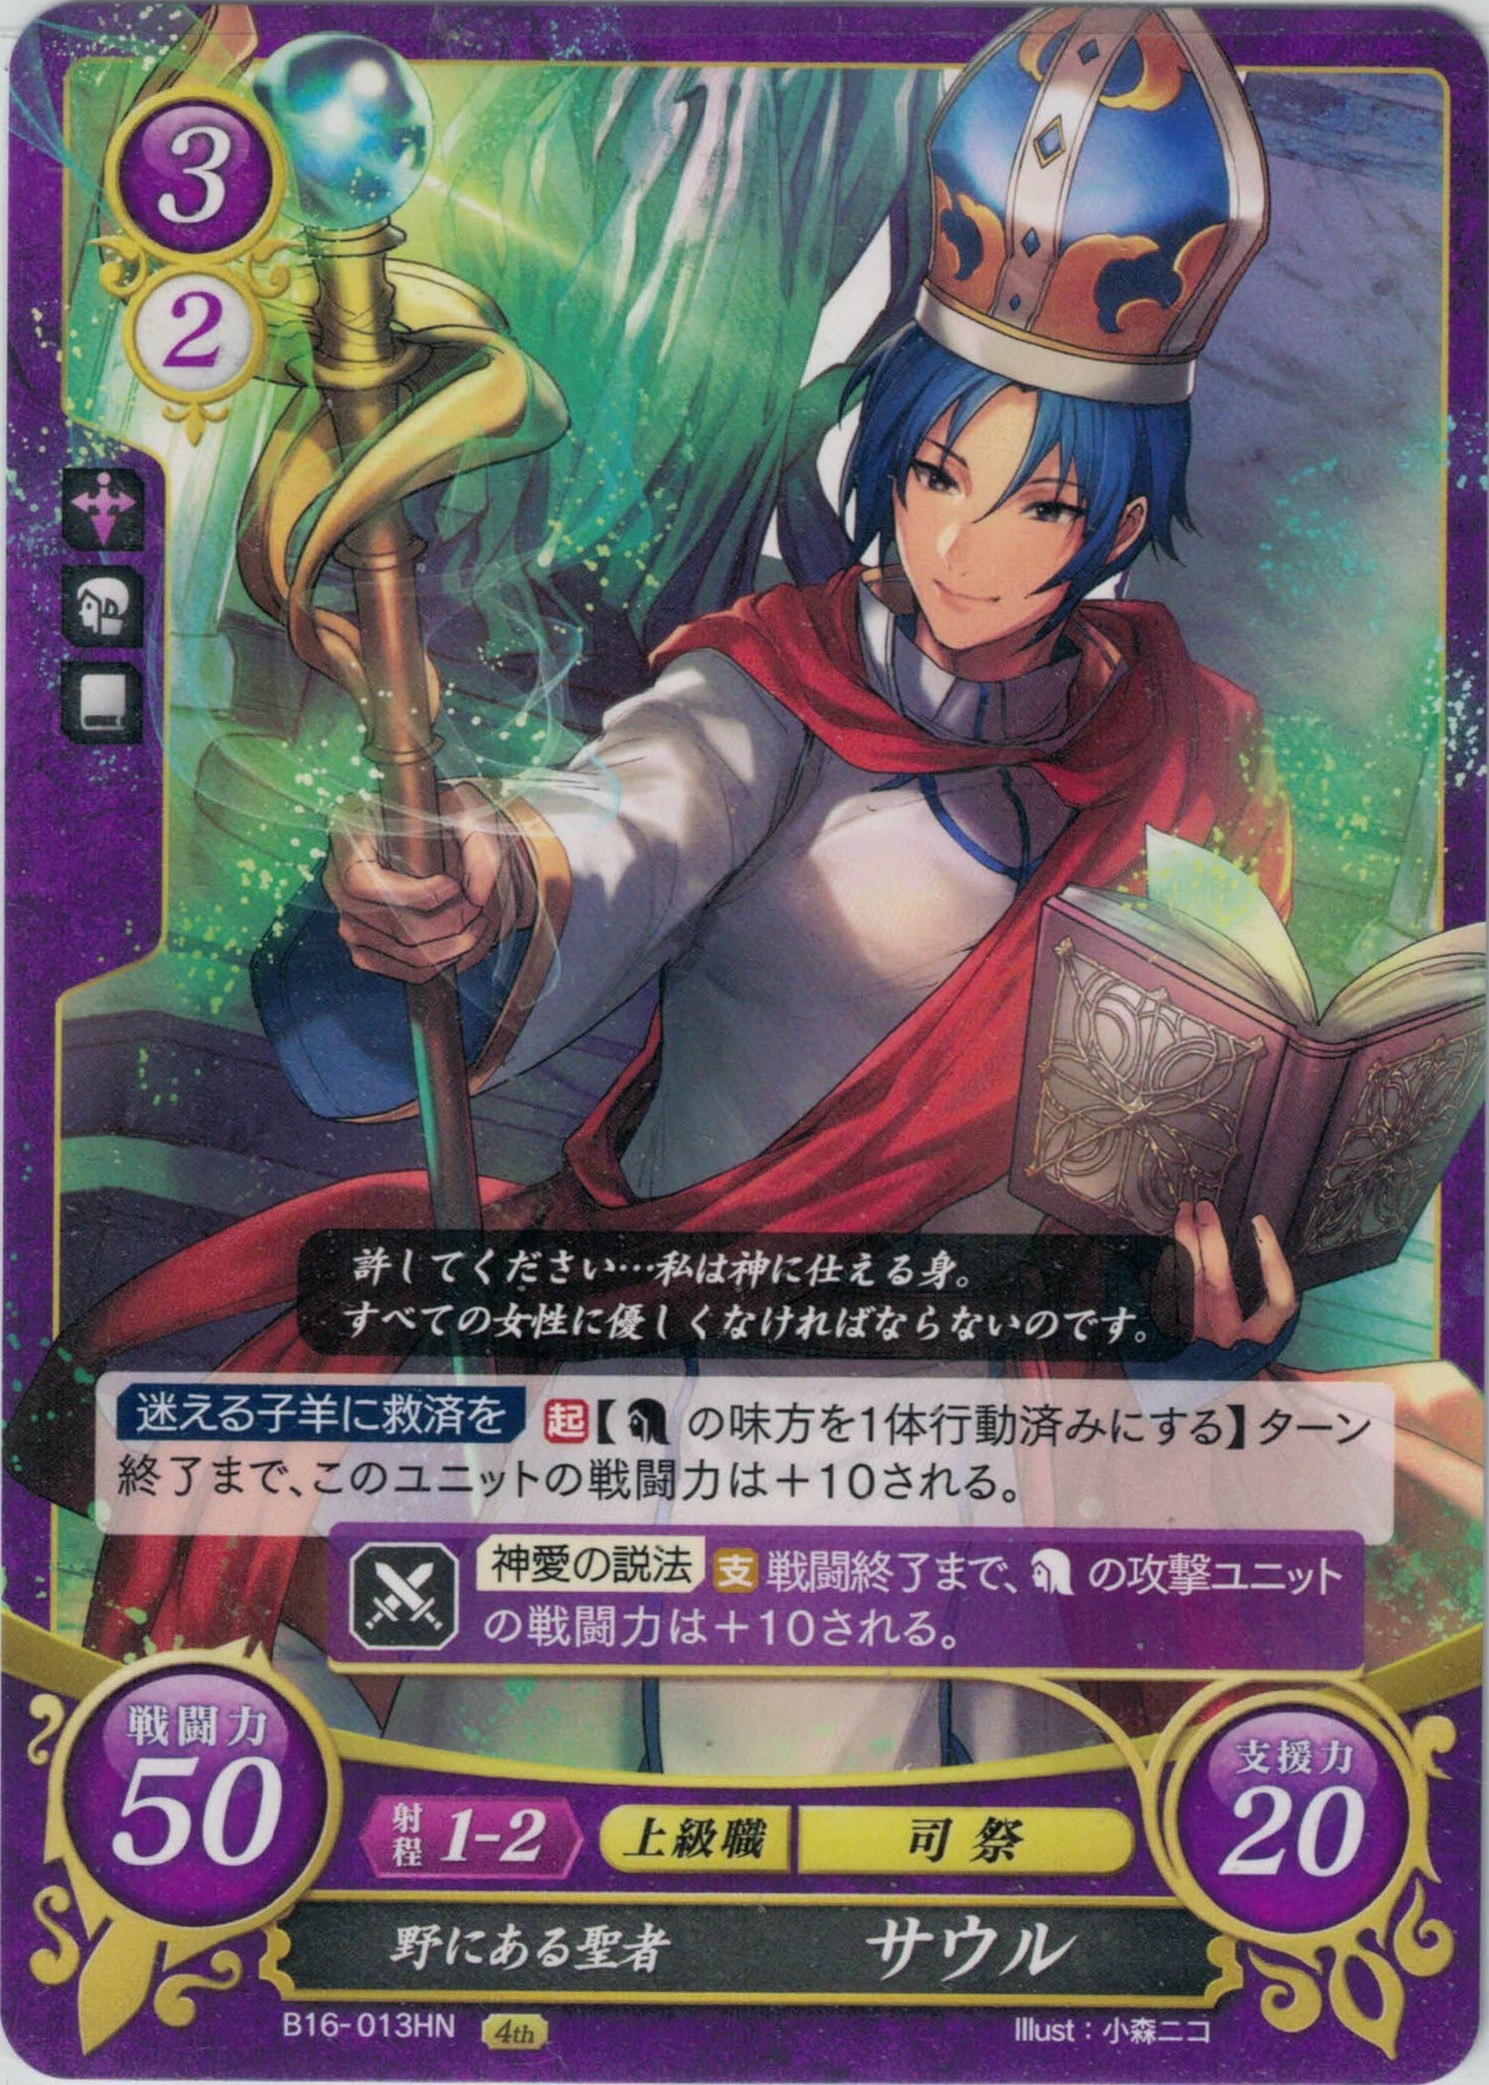 3
2
許してください…私は神に仕える身。
すべての女性に優しくなければならないのです。
迷える子羊に救済を 起【 の味方を1体行動済みにする】ターン
終了まで、このユニットの戦闘力は＋10される。
神愛の説法 支 戦闘終了まで、 の攻撃ユニット
の戦闘力は＋10される。
戦闘力
50
射程 1-2 上級職 司祭
支援力
20
野にある聖者 サウル
B16-013HN 4th Illust：小森ニコ